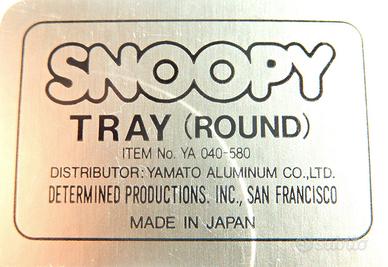 SNOOPY
TRAY (ROUND)
ITEM No. YA 040-580
DISTRIBUTOR: YAMATO ALUMINUM CO.,LTD.
DETERMINED PRODUCTIONS. INC., SAN FRANCISCO
MADE IN JAPAN
subito